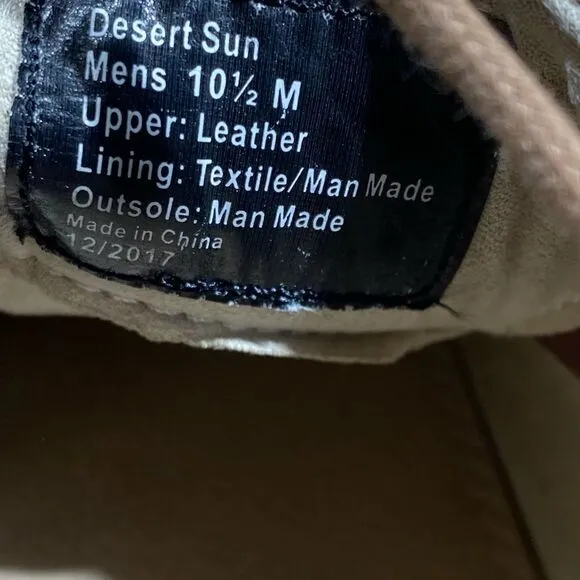 Desert Sun
Mens 10½ M
Upper: Leather
Lining: Textile/Man Made
Outsole: Man Made
Made in China
12/2017